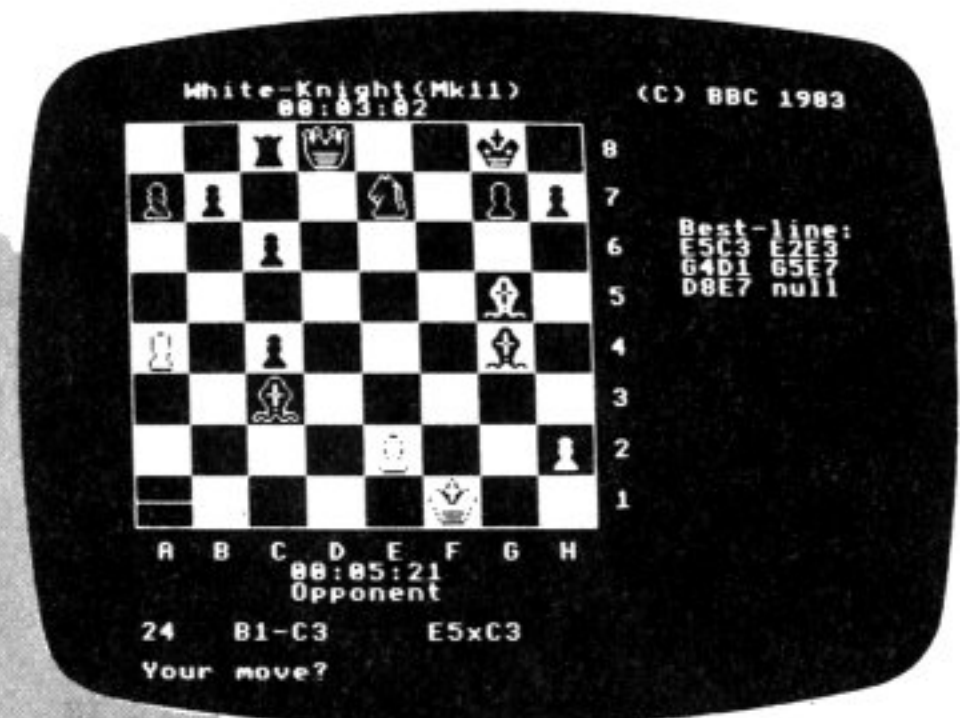 White-Knight(Mk11)
00:03:02
(C) BBC 1983
8
7
6
5
4
3
2
1
Best-line:
E5C3 E2E3
G4D1 G5E7
D8E7 null
A B C D E F G H
00:05:21
Opponent
24 B1-C3 E5xC3
Your move?